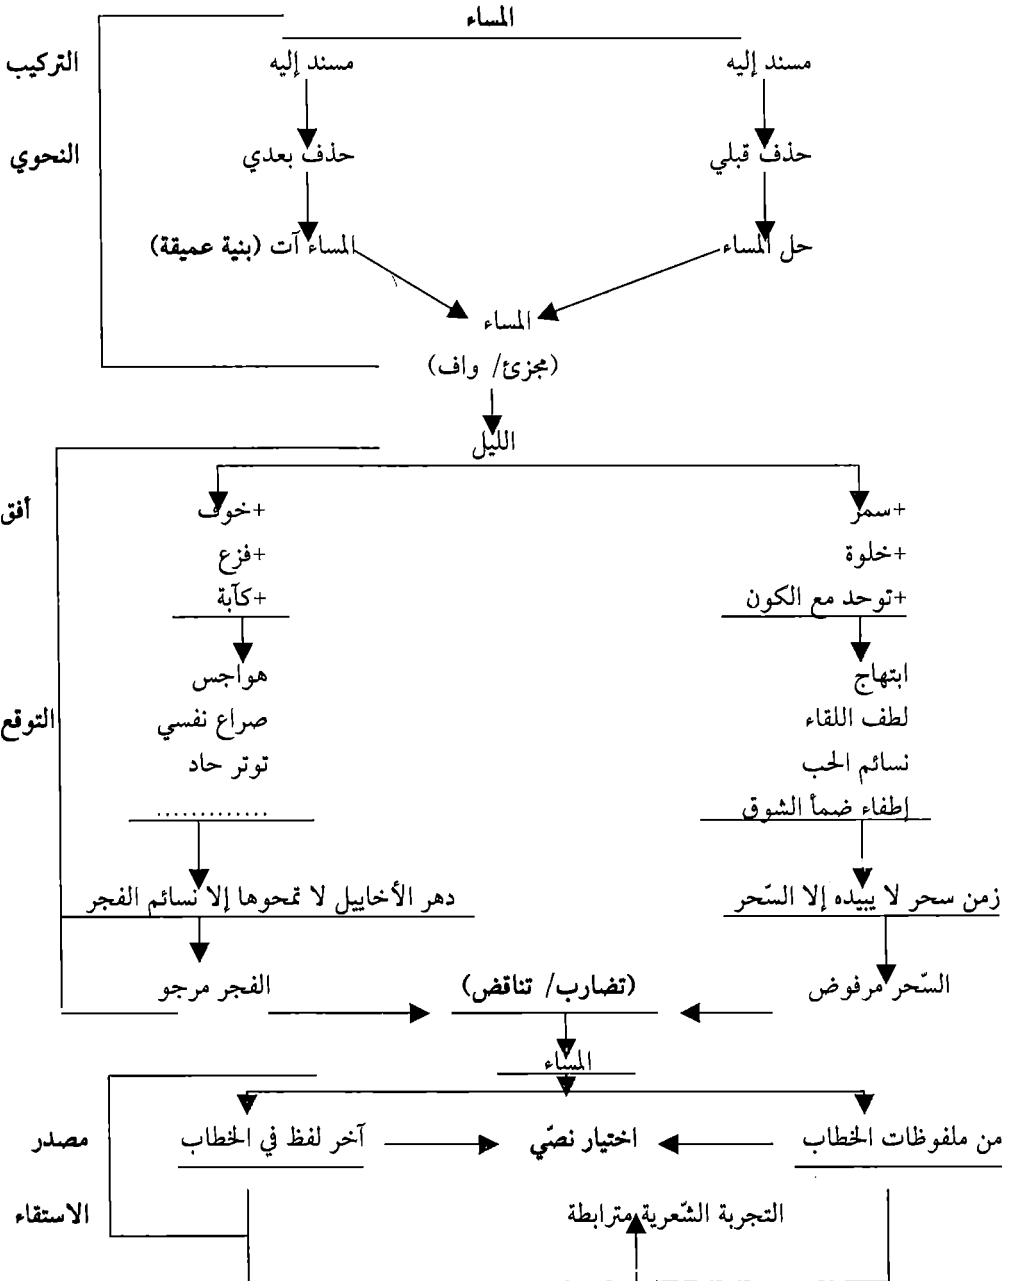 المساء
مسند إليه مسند إليه التركيب
حذف قبلي حذف بعدي النحوي
حل المساء المساء آت (بنية عميقة)
المساء
(مجزئ/ واف)
الليل
+سمر +خوف أفق
+خلوة +فزع
+توحد مع الكون +كآبة
ابتهاج هواجس
لطف اللقاء صراع نفسي التوقع
نسائم الحب توتر حاد
إطفاء ضمأ الشوق .............
زمن سحر لا يبيده إلا السّحر دهر الأخاييل لا تمحوها إلا نسائم الفجر
السّحر مرفوض (تضارب/ تناقض) الفجر مرجو
المساء
من ملفوظات الخطاب اختيار نصّي آخر لفظ في الخطاب مصدر
التجربة الشّعرية مترابطة الاستقاء